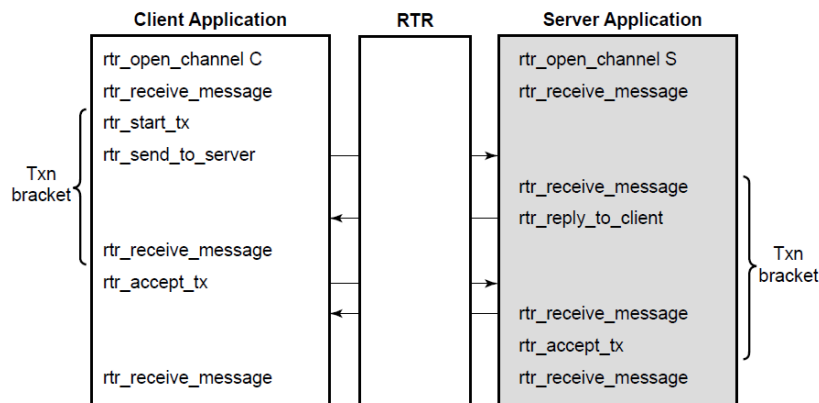 Client Application
RTR
Server Application
rtr_open_channel C
rtr_open_channel S
rtr_receive_message
rtr_receive_message
rtr_start_tx
rtr_send_to_server
Txn
bracket
rtr_receive_message
rtr_reply_to_client
rtr_receive_message
Txn
bracket
rtr_accept_tx
rtr_receive_message
rtr_accept_tx
rtr_receive_message
rtr_receive_message